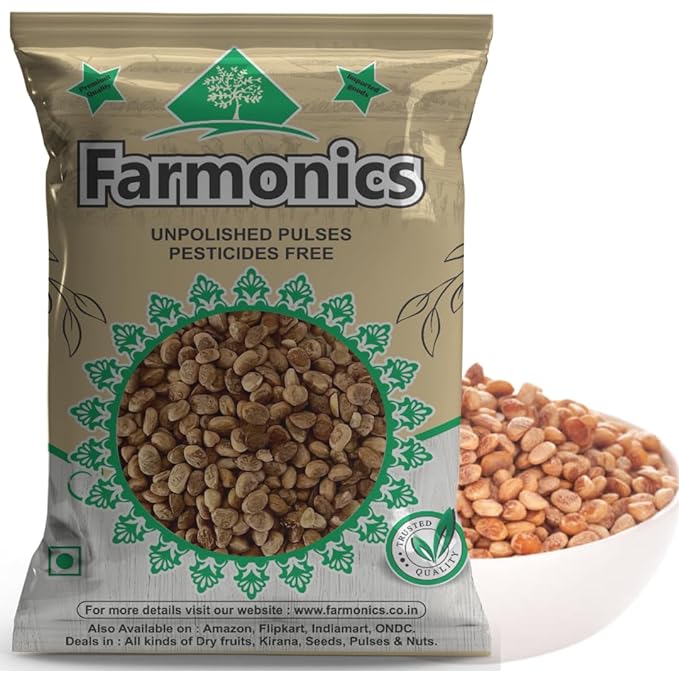 Premium
Quality
Imported
goods
Farmonics
UNPOLISHED PULSES
PESTICIDES FREE
TRUSTED
QUALITY
For more details visit our website : www.farmonics.co.in
Also Available on : Amazon, Flipkart, Indiamart, ONDC.
Deals in : All kinds of Dry fruits, Kirana, Seeds, Pulses & Nuts.